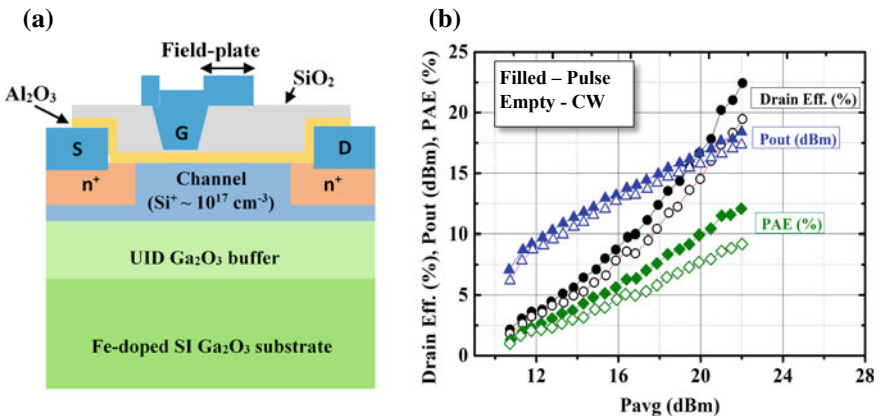 (a)
Field-plate
SiO₂
Al₂O₃
G
S
D
n⁺
n⁺
Channel
(Si⁺ ~ 10¹⁷ cm⁻³)
UID Ga₂O₃ buffer
Fe-doped SI Ga₂O₃ substrate
(b)
Drain Eff. (%), Pout (dBm), PAE (%)
25
20
15
10
5
0
Filled – Pulse
Empty - CW
Drain Eff. (%)
Pout (dBm)
PAE (%)
12 16 20 24 28
Pavg (dBm)